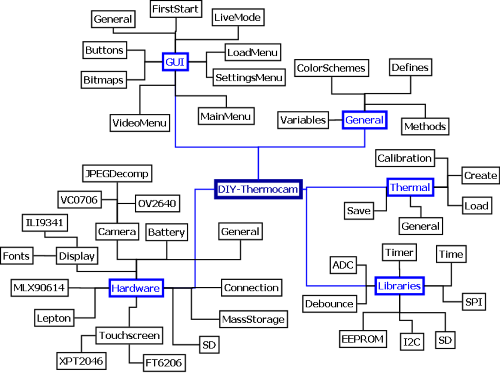 FirstStart
General
LiveMode
Buttons
GUI
LoadMenu
Bitmaps
SettingsMenu
VideoMenu
MainMenu
ColorSchemes
Defines
Variables
General
Methods
DIY-Thermocam
Calibration
Create
Thermal
Save
Load
General
JPEGDecomp
VC0706
OV2640
ILI9341
Camera
Battery
General
Fonts
Display
MLX90614
Hardware
Connection
Lepton
MassStorage
Touchscreen
SD
XPT2046
FT6206
Timer
ADC
Time
Libraries
Debounce
SPI
EEPROM
I2C
SD